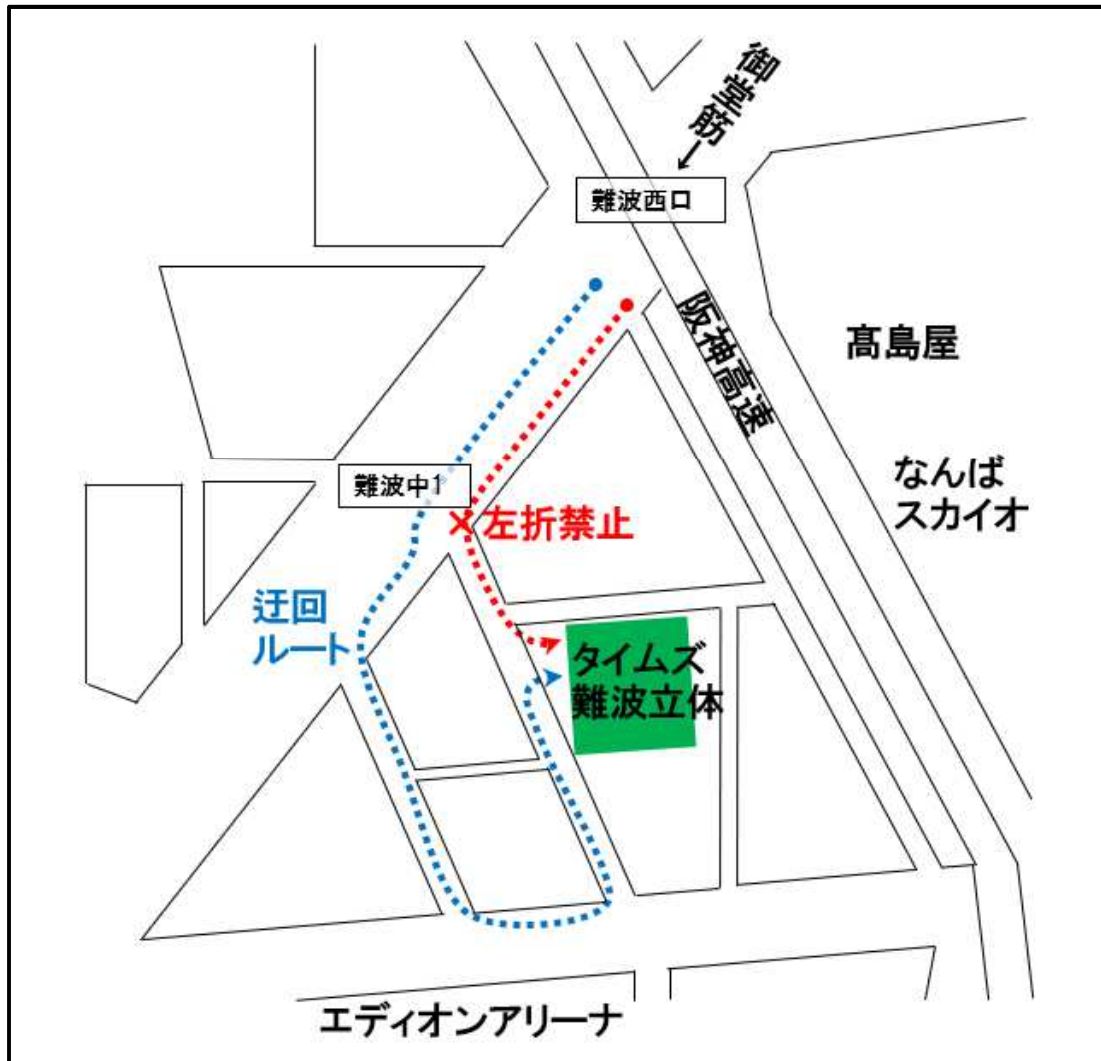 御堂筋
←
難波西口
阪神高速
髙島屋
なんば
スカイオ
難波中1
×左折禁止
迂回
ルート
タイムズ
難波立体
エディオンアリーナ